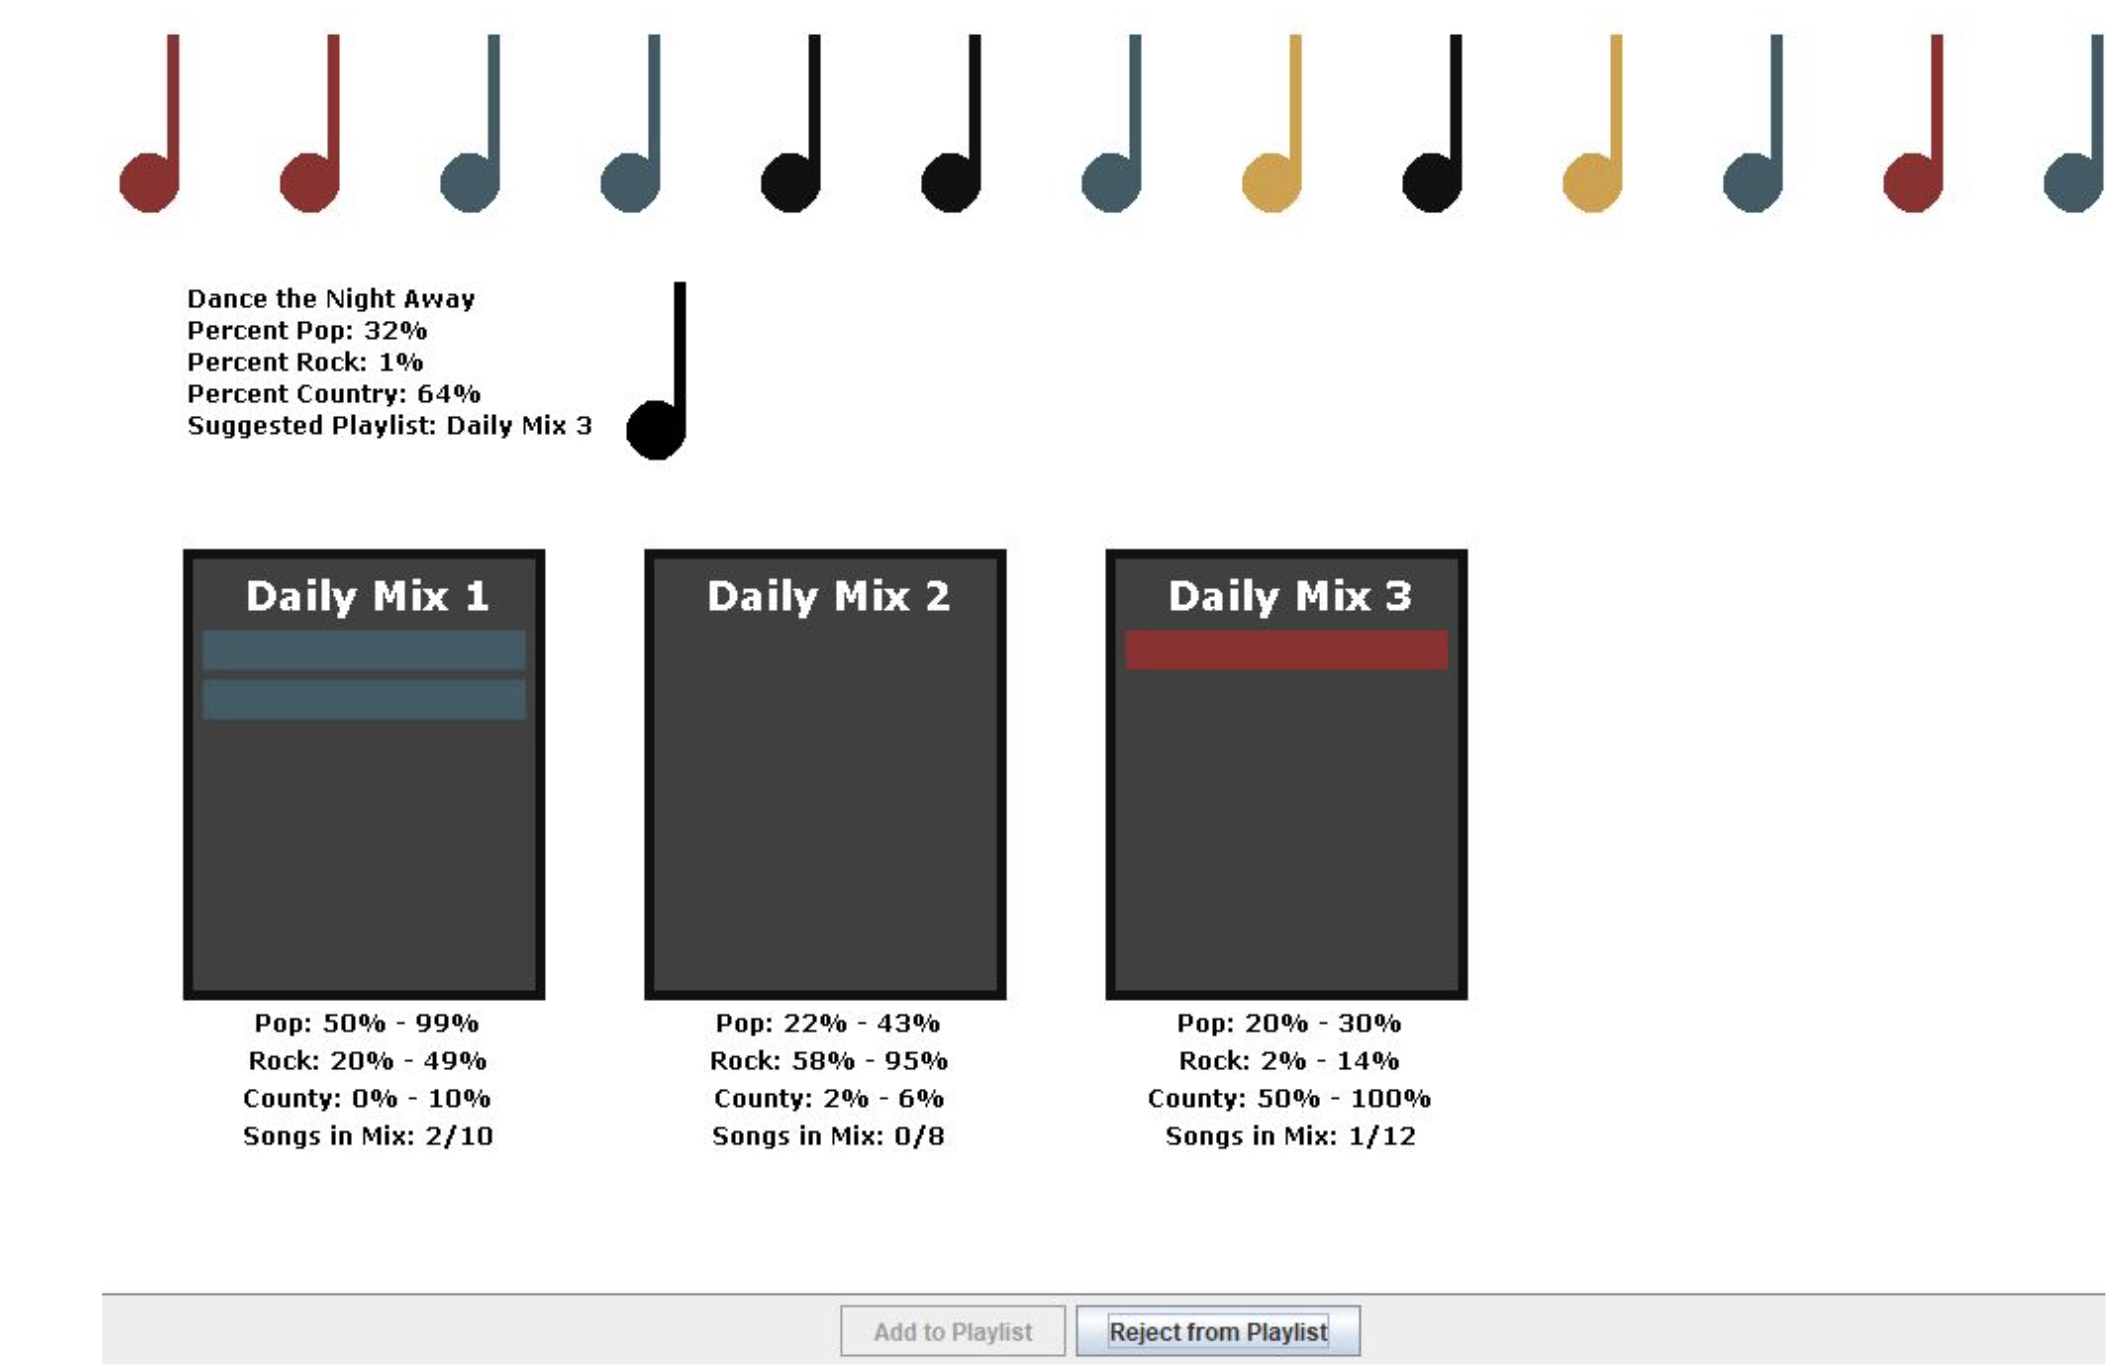 Dance the Night Away
Percent Pop: 32%
Percent Rock: 1%
Percent Country: 64%
Suggested Playlist: Daily Mix 3
Daily Mix 1
Pop: 50% - 99%
Rock: 20% - 49%
County: 0% - 10%
Songs in Mix: 2/10
Daily Mix 2
Pop: 22% - 43%
Rock: 58% - 95%
County: 2% - 6%
Songs in Mix: 0/8
Daily Mix 3
Pop: 20% - 30%
Rock: 2% - 14%
County: 50% - 100%
Songs in Mix: 1/12
Add to Playlist
Reject from Playlist